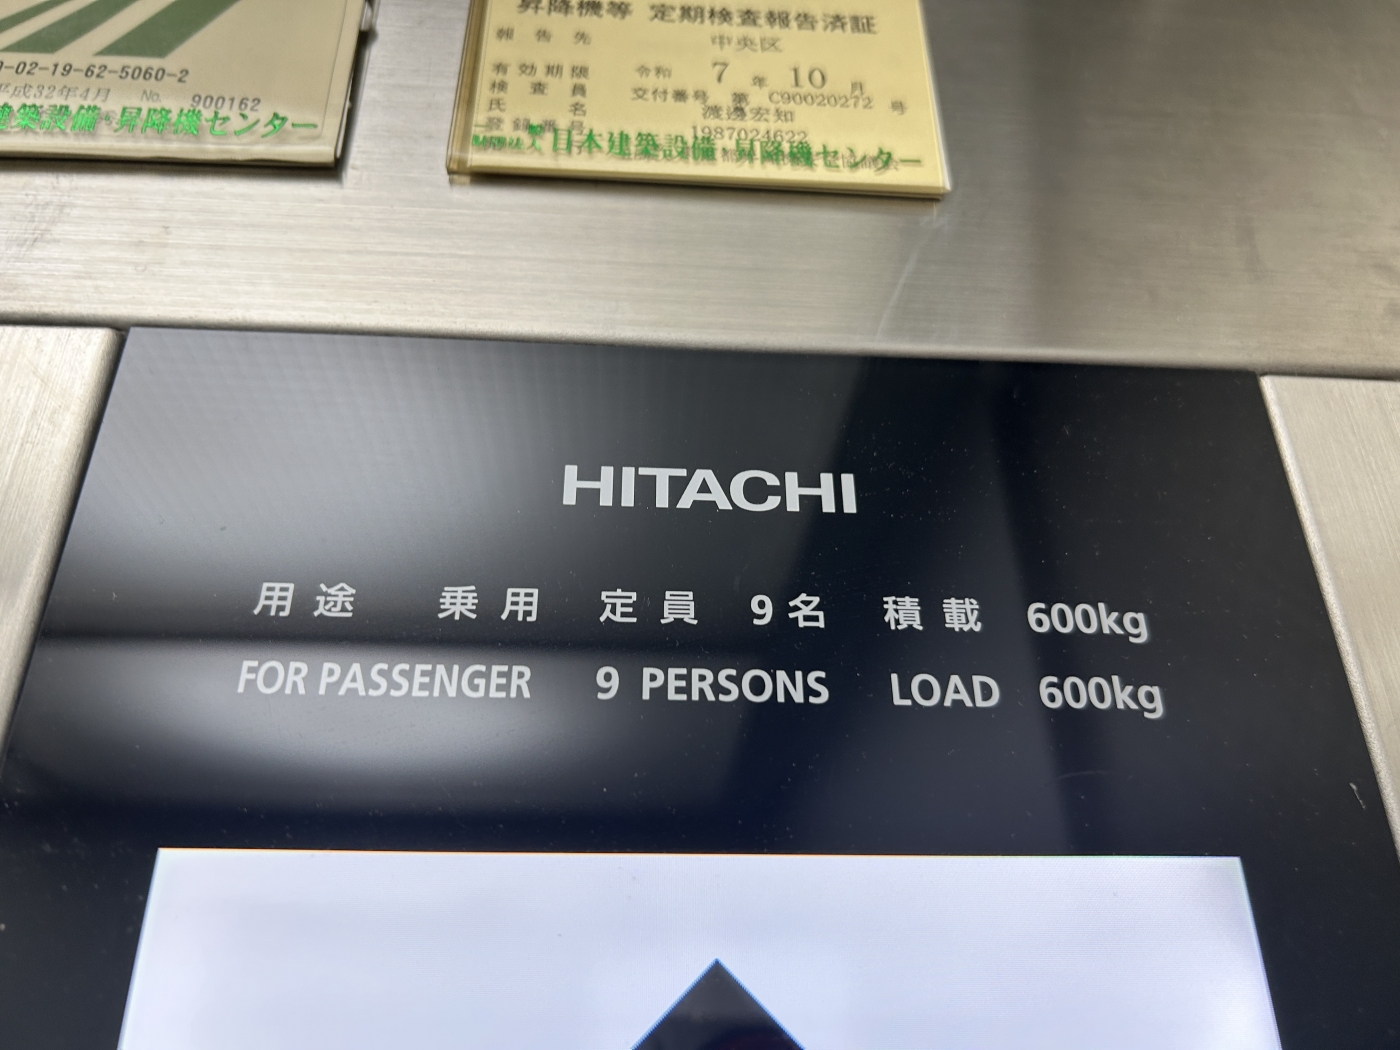 -02-19-62-5060-2
平成32年4月 No. 900162
建築設備・昇降機センター
昇降機等 定期検査報告済証
報告先 中央区
有効期限 令和 7 年 10 月
検査員 交付番号 第 C90020272 号
氏名 渡邊宏知
登録番号 1987024622
日本建築設備・昇降機センター
HITACHI
用途 乗用 定員 9名 積載 600kg
FOR PASSENGER 9 PERSONS LOAD 600kg